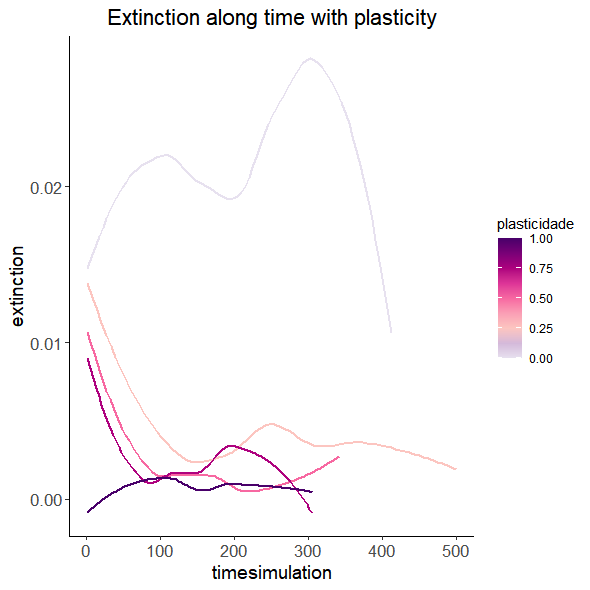 Extinction along time with plasticity
extinction
0.02
0.01
0.00
0 100 200 300 400 500
timesimulation
plasticidade
1.00
0.75
0.50
0.25
0.00